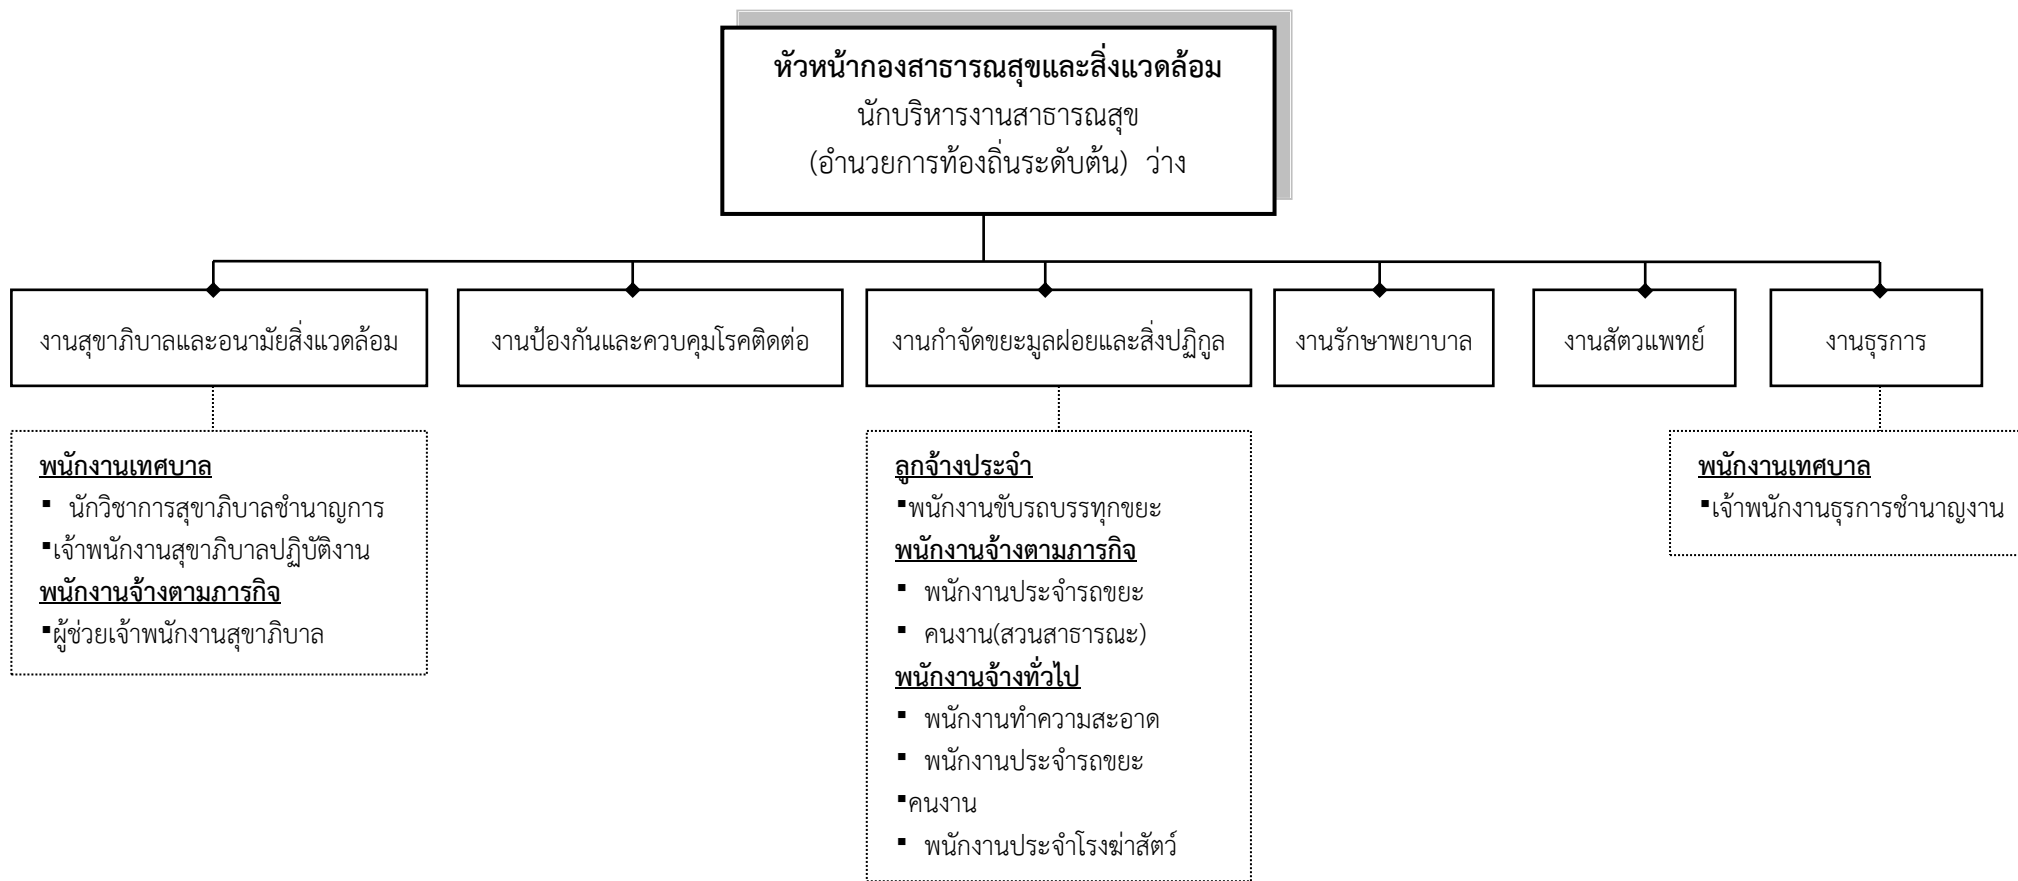 หัวหน้ากองสาธารณสุขและสิ่งแวดล้อม
นักบริหารงานสาธารณสุข
(อำนวยการท้องถิ่นระดับต้น) ว่าง
งานสุขาภิบาลและอนามัยสิ่งแวดล้อม
งานป้องกันและควบคุมโรคติดต่อ
งานกำจัดขยะมูลฝอยและสิ่งปฏิกูล
งานรักษาพยาบาล
งานสัตวแพทย์
งานธุรการ
พนักงานเทศบาล
▪ นักวิชาการสุขาภิบาลชำนาญการ
▪เจ้าพนักงานสุขาภิบาลปฏิบัติงาน
พนักงานจ้างตามภารกิจ
▪ผู้ช่วยเจ้าพนักงานสุขาภิบาล
ลูกจ้างประจำ
▪พนักงานขับรถบรรทุกขยะ
พนักงานจ้างตามภารกิจ
▪ พนักงานประจำรถขยะ
▪ คนงาน(สวนสาธารณะ)
พนักงานจ้างทั่วไป
▪ พนักงานทำความสะอาด
▪ พนักงานประจำรถขยะ
▪คนงาน
▪ พนักงานประจำโรงฆ่าสัตว์
พนักงานเทศบาล
▪เจ้าพนักงานธุรการชำนาญงาน